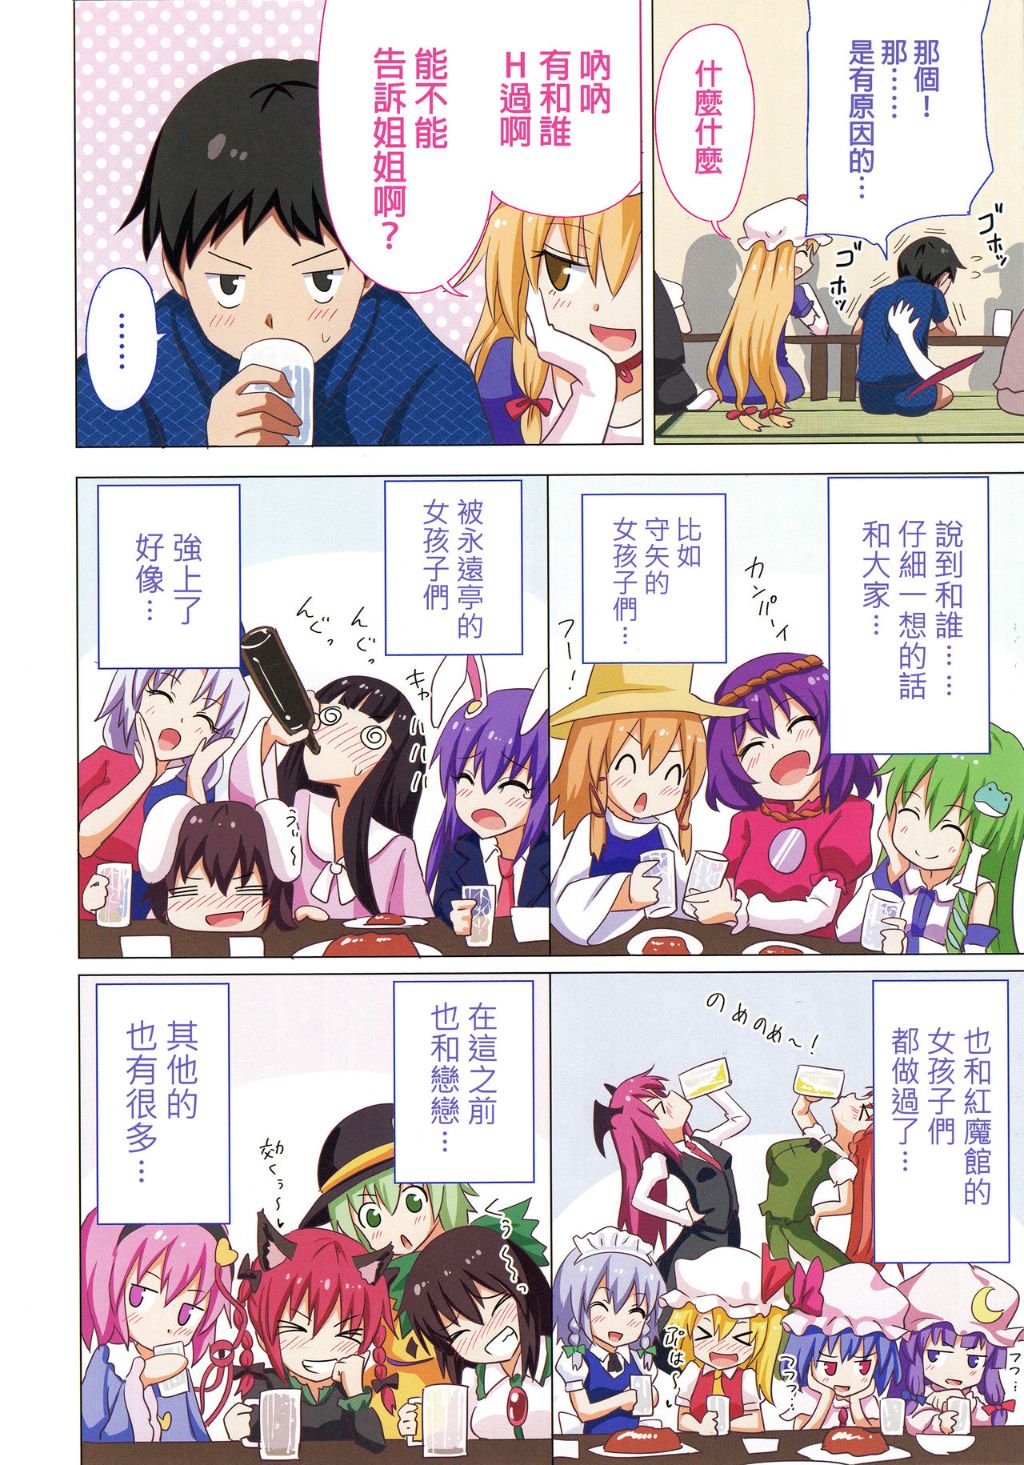 那個！
那……
是有原因的…
ゴホッ
ゴホッ
什麼什麼
吶吶
有和誰
H過啊
能不能
告訴姐姐啊？
……
說到和誰……
仔細一想的話
和大家…
比如
守矢的
女孩子們…
カンパーイ
フー！
被永遠亭的
女孩子們
強上了
好像…
んぐっ
んぐっ
キャハハハハ
うぃ〜
也和紅魔館的
女孩子們
都做過了…
のめのめ〜！
ぷは〜
フフ…
フフ…
在這之前
也和戀戀…
其他的
也有很多…
効くぅ〜
くぅ〜っ